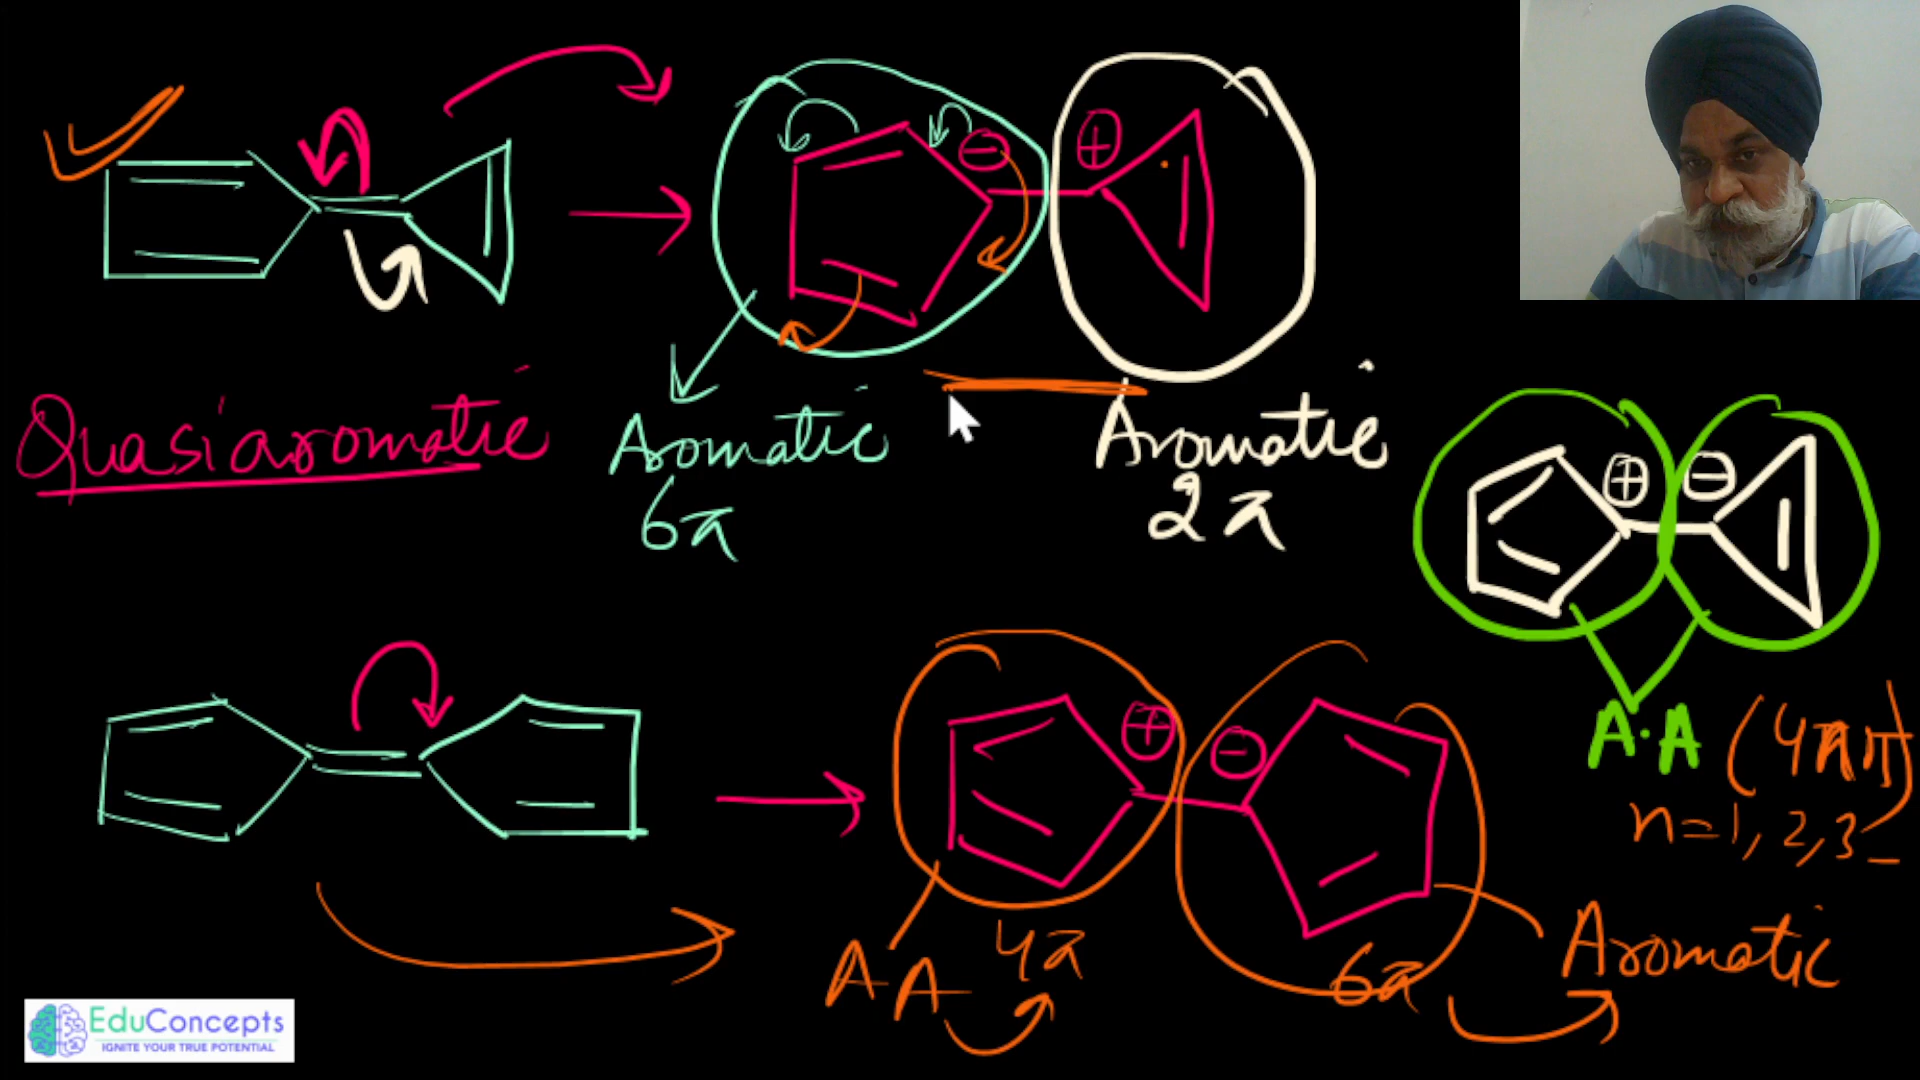 ⊖ ⊕
Quasiaromatic
Aromatic
6π
Aromatic
2π
⊕ ⊖
A·A (4nπ)
n=1, 2, 3
⊕ ⊖
A·A
4π
6π
Aromatic
EduConcepts
IGNITE YOUR TRUE POTENTIAL